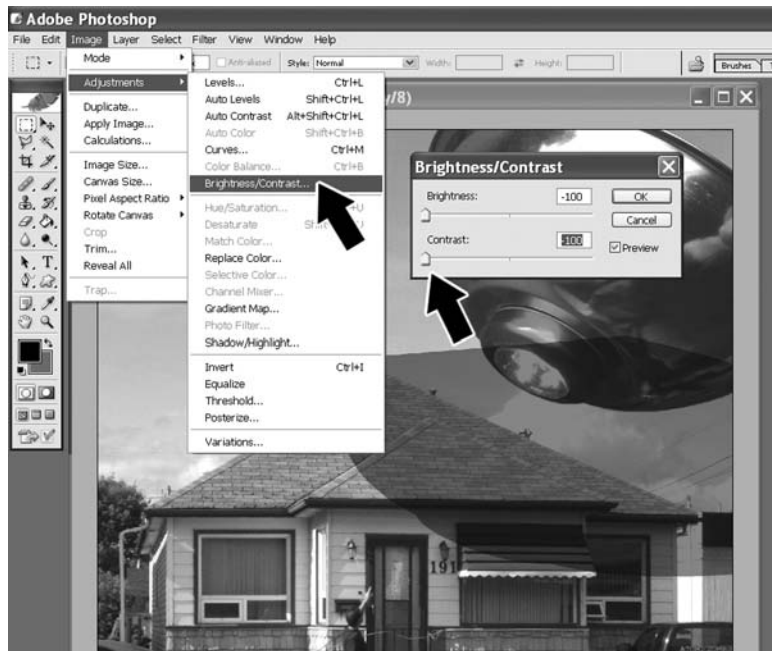 Adobe Photoshop
File Edit Image Layer Select Filter View Window Help
Anti-aliased Style: Normal Width: Height: Brushes
Mode
Adjustments
Duplicate...
Apply Image...
Calculations...
Image Size...
Canvas Size...
Pixel Aspect Ratio
Rotate Canvas
Crop
Trim...
Reveal All
Trap...
Levels... Ctrl+L
Auto Levels Shift+Ctrl+L
Auto Contrast Alt+Shift+Ctrl+L
Auto Color Shift+Ctrl+B
Curves... Ctrl+M
Color Balance... Ctrl+B
Brightness/Contrast...
Hue/Saturation... +U
Desaturate
Match Color...
Replace Color...
Selective Color...
Channel Mixer...
Gradient Map...
Photo Filter...
Shadow/Highlight...
Invert Ctrl+I
Equalize
Threshold...
Posterize...
Variations...
y/8)
Brightness/Contrast
Brightness: -100
OK
Cancel
Contrast: -100
Preview
191